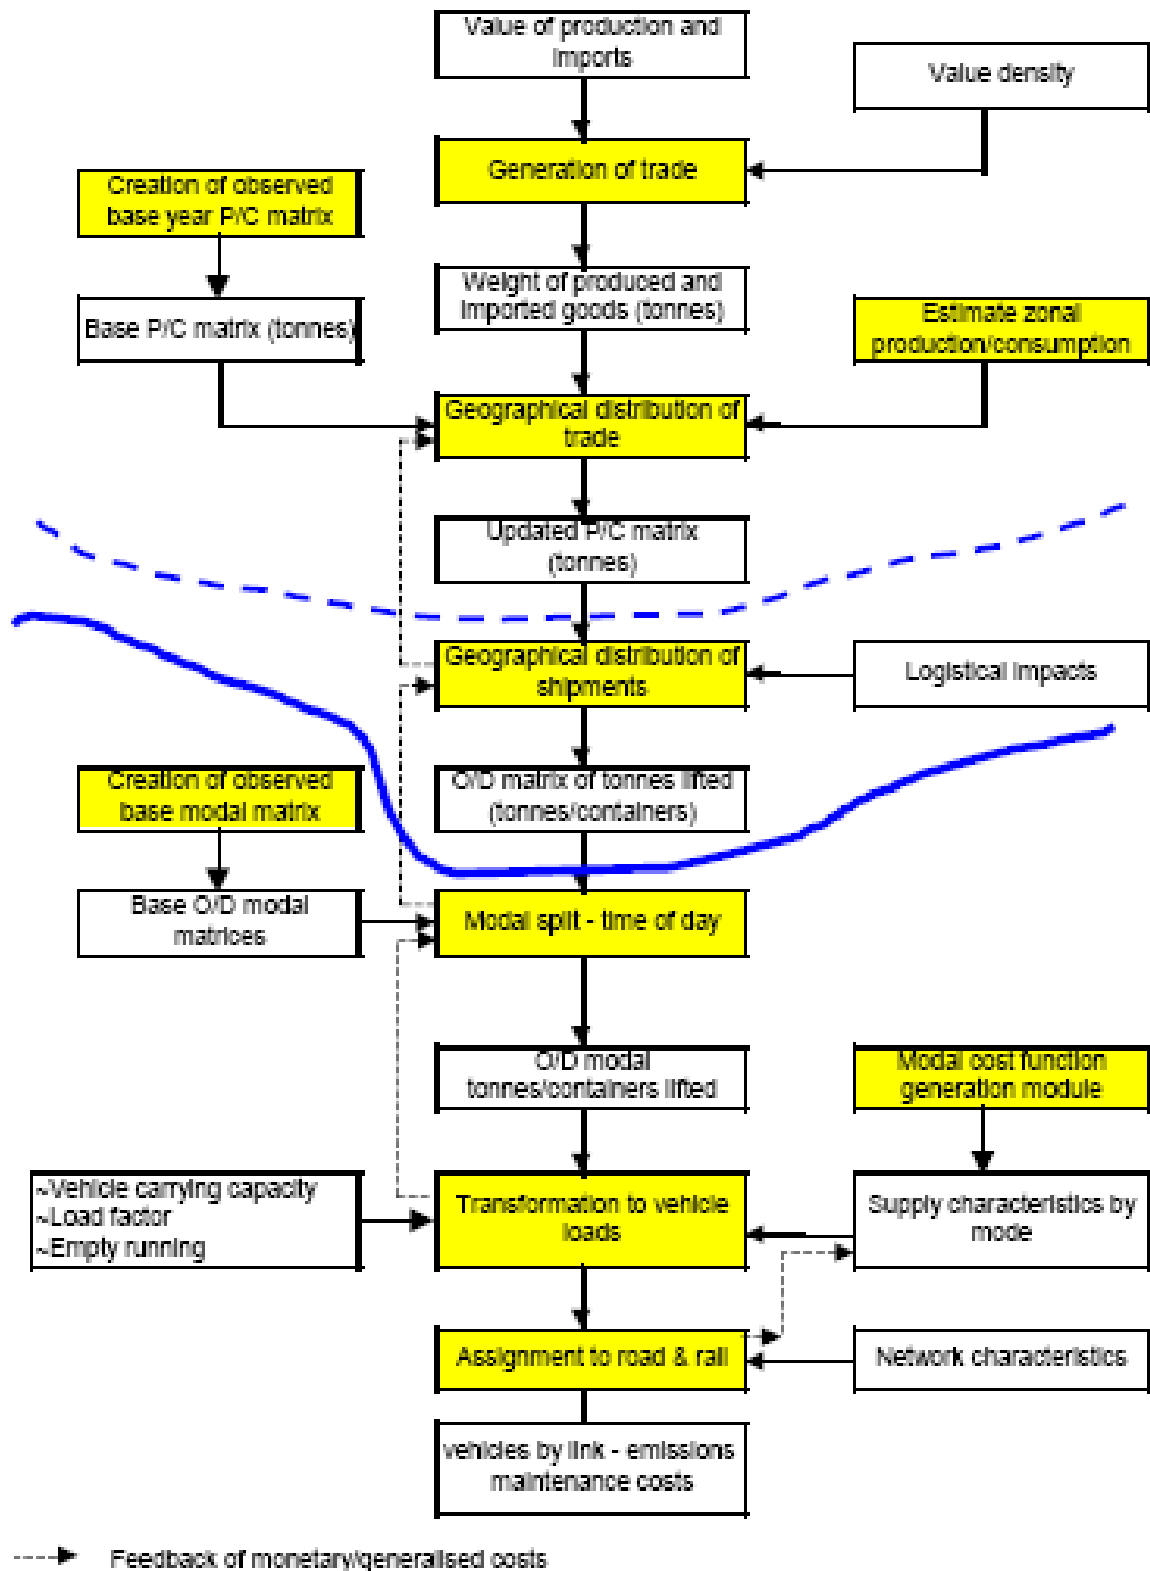 Value of production and
imports
Value density
Generation of trade
Creation of observed
base year P/C matrix
Weight of produced and
imported goods (tonnes)
Base P/C matrix (tonnes)
Estimate zonal
production/consumption
Geographical distribution of
trade
Updated P/C matrix
(tonnes)
Geographical distribution of
shipments
Logistical impacts
Creation of observed
base modal matrix
O/D matrix of tonnes lifted
(tonnes/containers)
Base O/D modal
matrices
Modal split - time of day
O/D modal
tonnes/containers lifted
Modal cost function
generation module
~Vehicle carrying capacity
~Load factor
~Empty running
Transformation to vehicle
loads
Supply characteristics by
mode
Assignment to road & rail
Network characteristics
vehicles by link - emissions
maintenance costs
Feedback of monetary/generalised costs